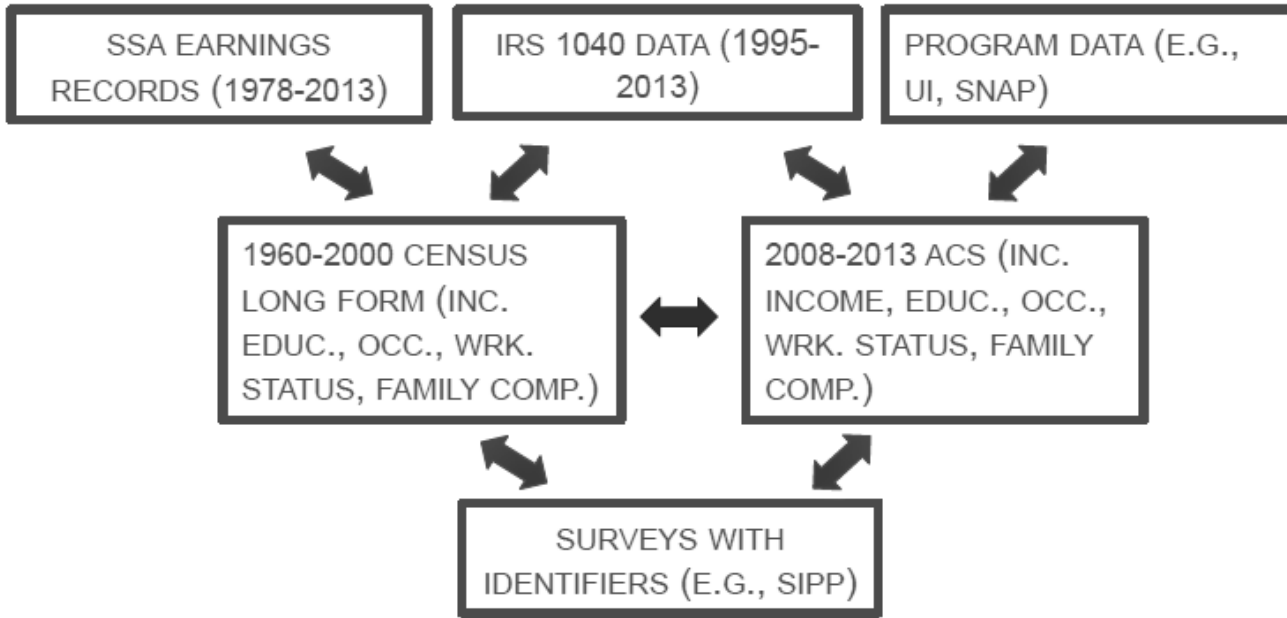 SSA EARNINGS
RECORDS (1978-2013)
IRS 1040 DATA (1995-
2013)
PROGRAM DATA (E.G.,
UI, SNAP)
1960-2000 CENSUS
LONG FORM (INC.
EDUC., OCC., WRK.
STATUS, FAMILY COMP.)
2008-2013 ACS (INC.
INCOME, EDUC., OCC.,
WRK. STATUS, FAMILY
COMP.)
SURVEYS WITH
IDENTIFIERS (E.G., SIPP)